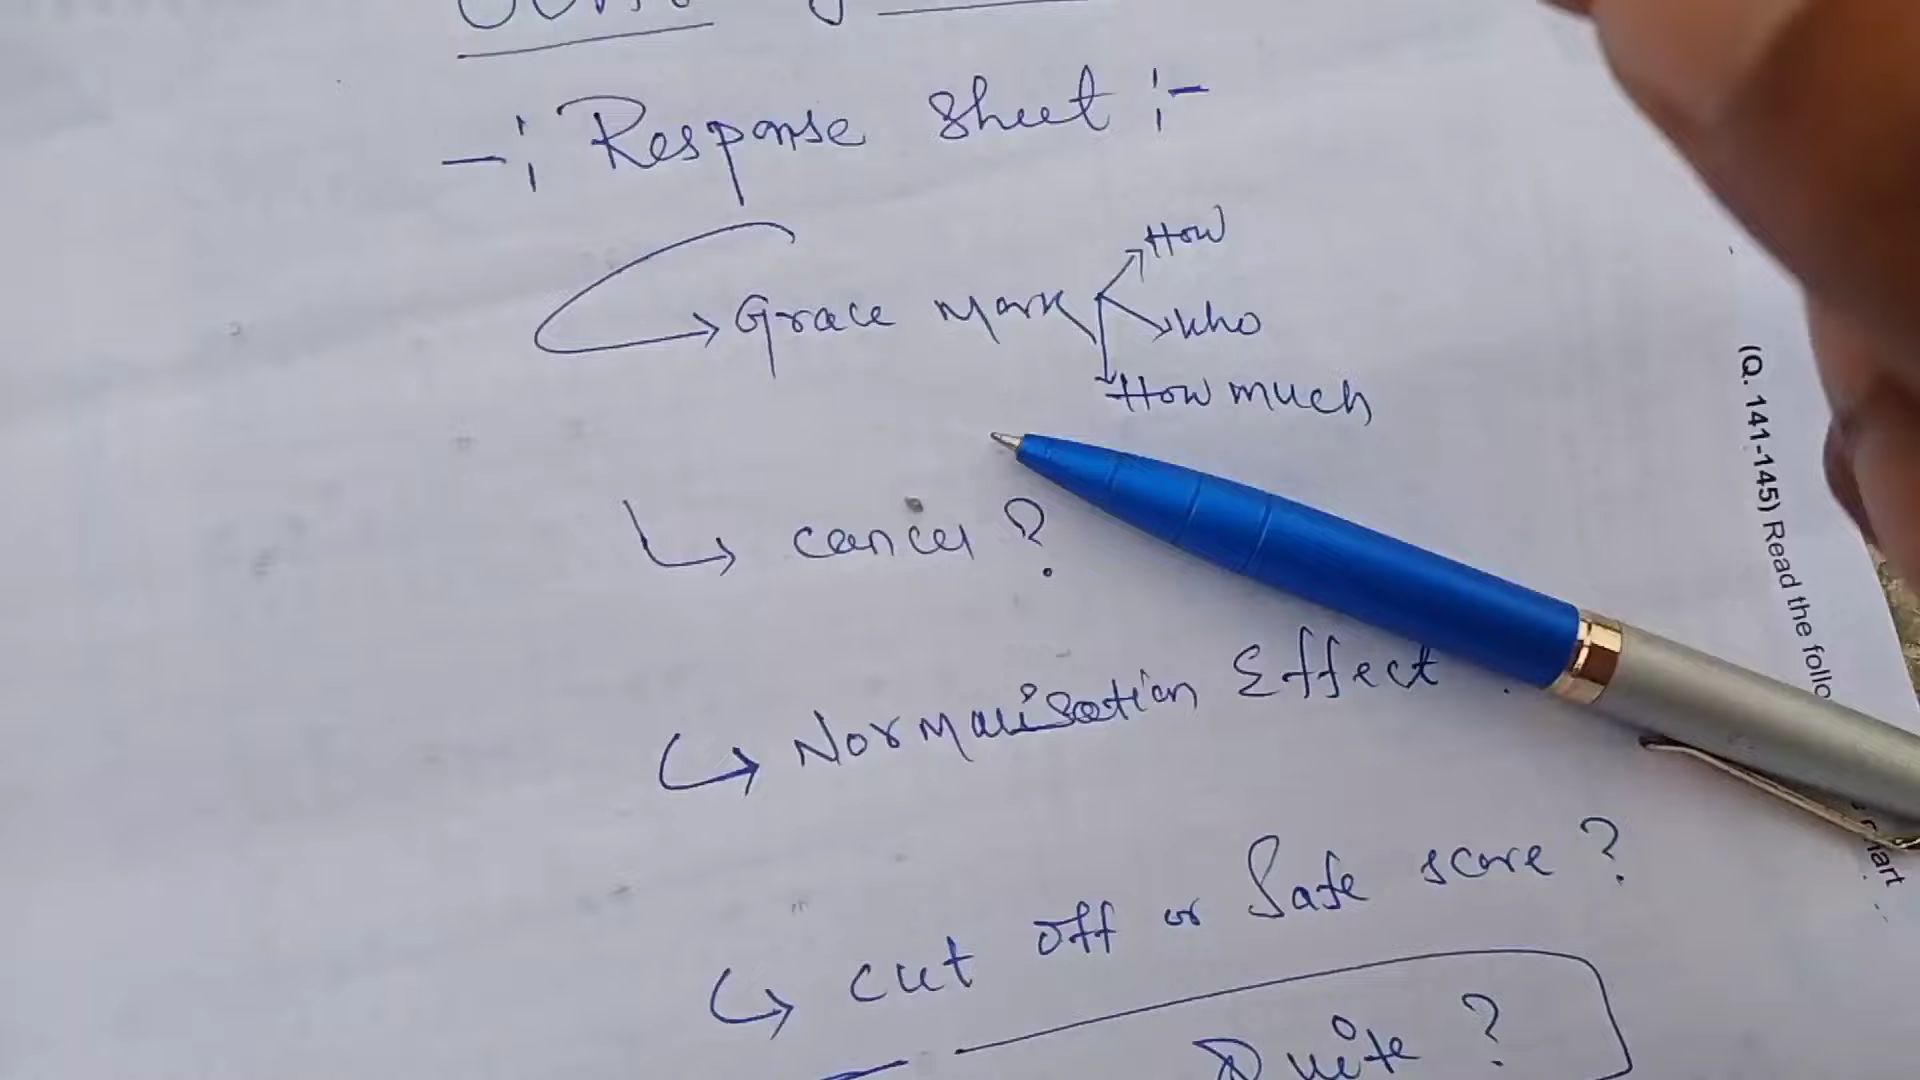 -: Response Sheet :-
→ Grace Mark
→ How
→ who
→ How much
→ cancel ?
→ Normalisation Effect
→ cut off or Safe score ?
Quite ?
(Q. 141-145) Read the follo